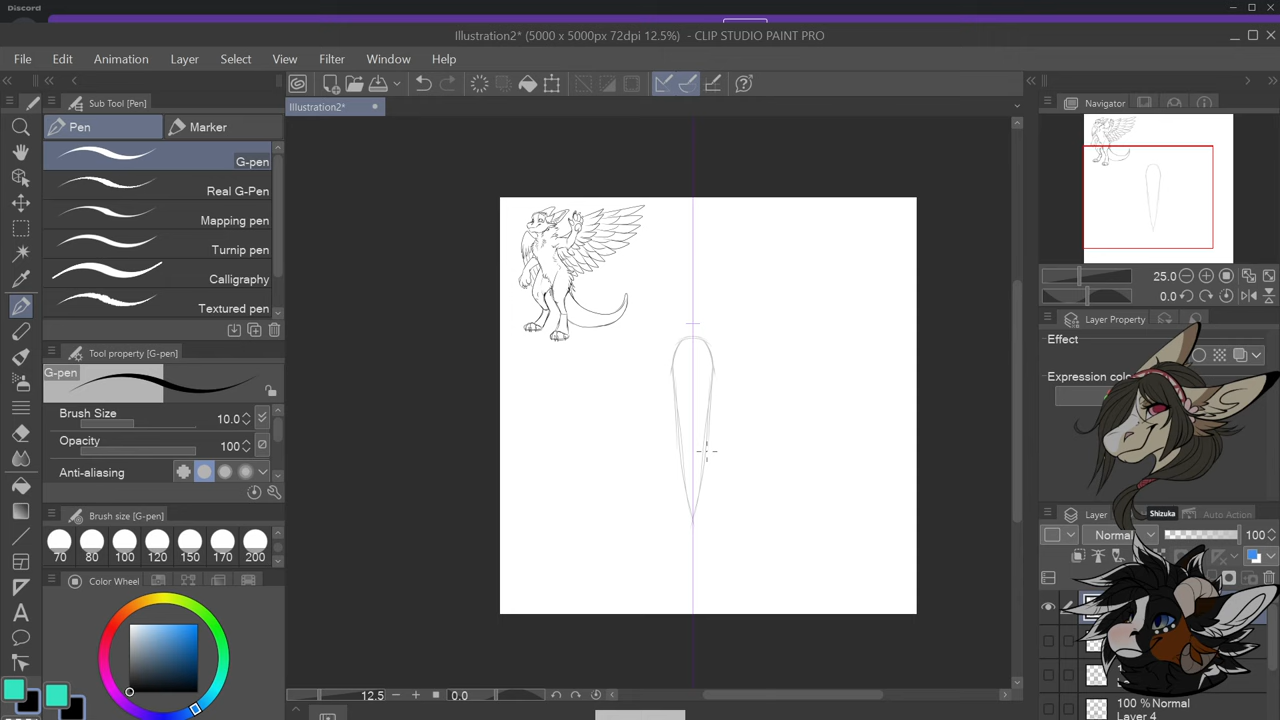 Discord
Illustration2* (5000 x 5000px 72dpi 12.5%) - CLIP STUDIO PAINT PRO
File Edit Animation Layer Select View Filter Window Help
Sub Tool [Pen]
Illustration2*
Navigator
Pen
Marker
G-pen
Real G-Pen
Mapping pen
Turnip pen
Calligraphy
Textured pen
25.0
0.0
Layer Property
Effect
Expression colo
Tool property [G-pen]
G-pen
Brush Size 10.0
Opacity 100
Anti-aliasing
Brush size [G-pen]
70 80 100 120 150 170 200
Color Wheel
Layer
Shizuka
Auto Action
Normal 100
100 % Normal
Layer 4
12.5 0.0